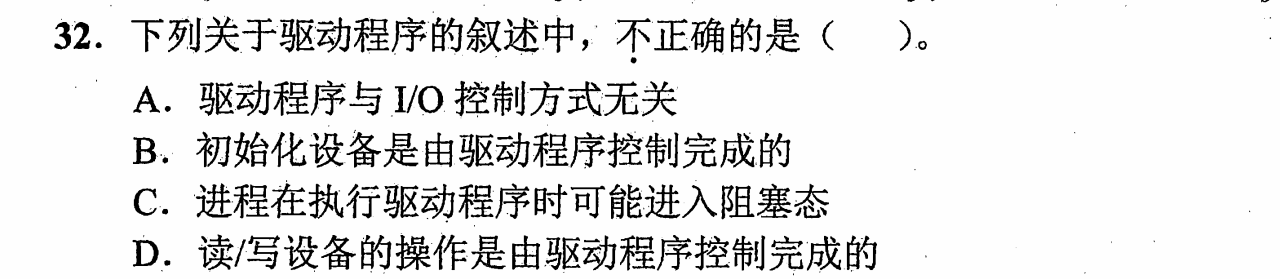 32. 下列关于驱动程序的叙述中，不正确的是（　　）。
A. 驱动程序与 I/O 控制方式无关
B. 初始化设备是由驱动程序控制完成的
C. 进程在执行驱动程序时可能进入阻塞态
D. 读/写设备的操作是由驱动程序控制完成的